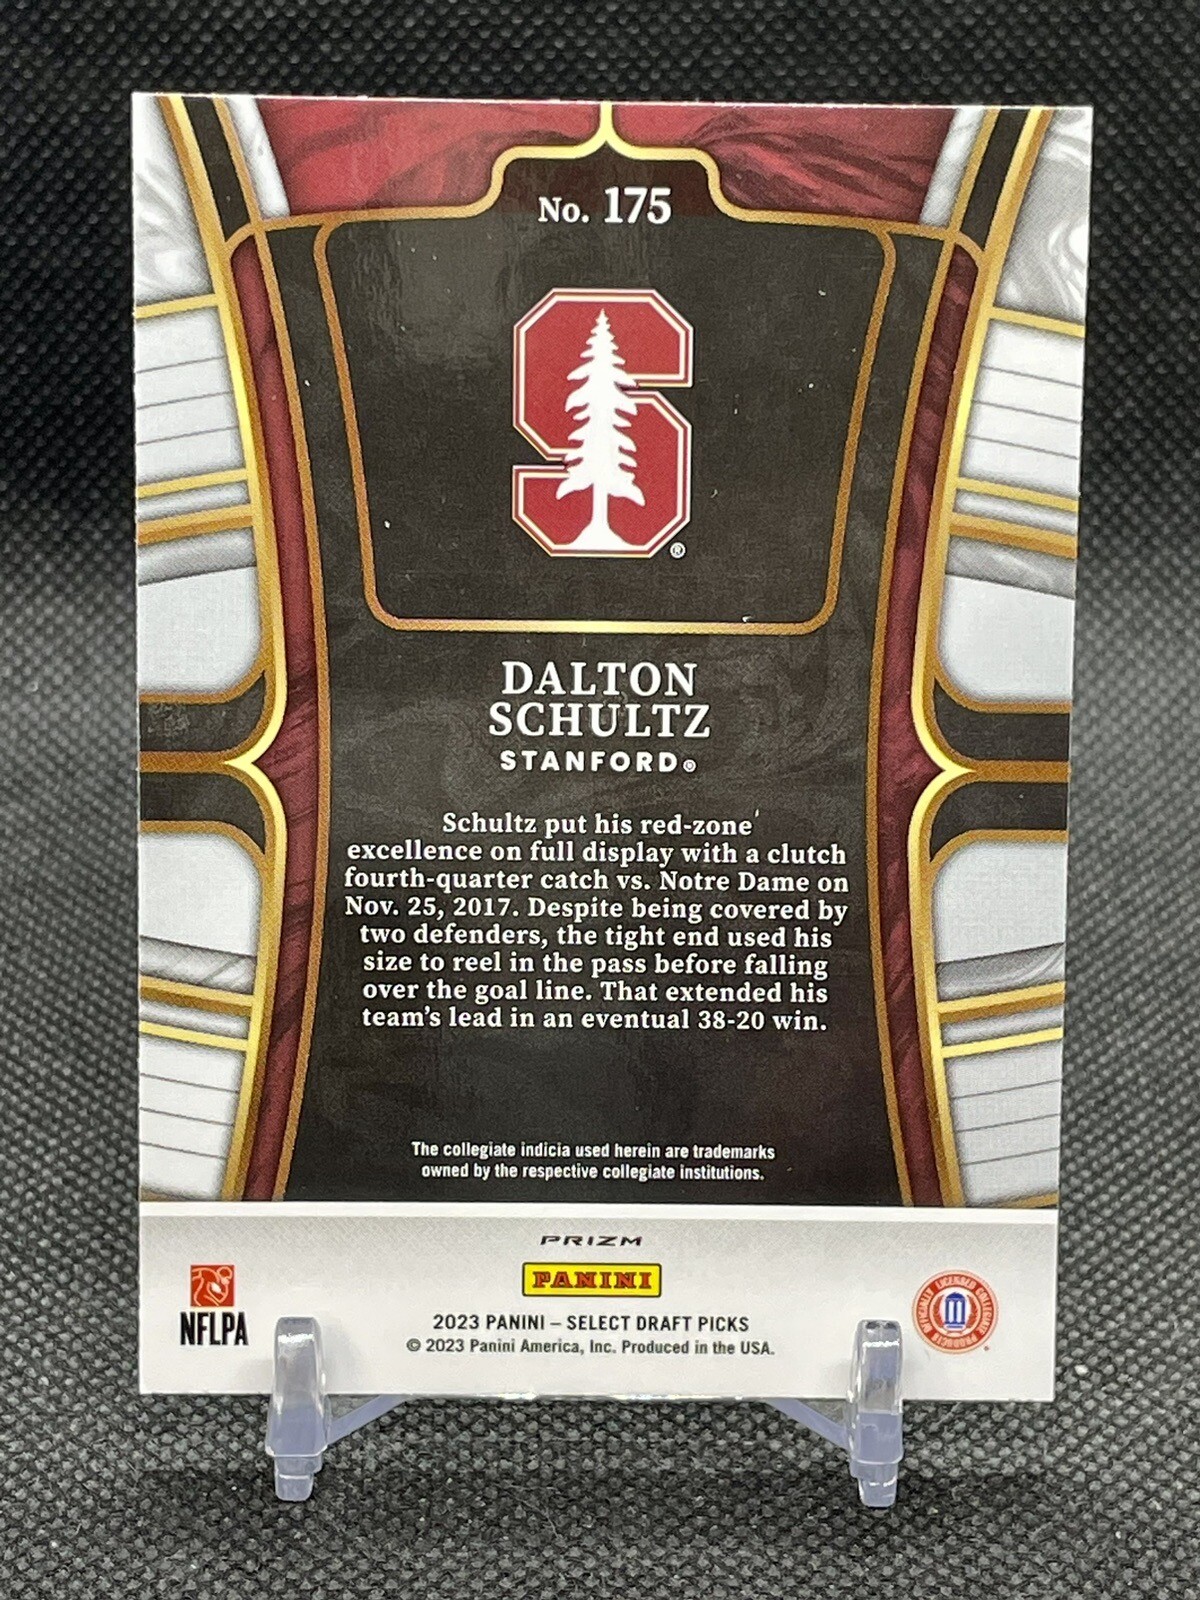 No. 175
®
DALTON
SCHULTZ
STANFORD®
Schultz put his red-zone
excellence on full display with a clutch
fourth-quarter catch vs. Notre Dame on
Nov. 25, 2017. Despite being covered by
two defenders, the tight end used his
size to reel in the pass before falling
over the goal line. That extended his
team's lead in an eventual 38-20 win.
The collegiate indicia used herein are trademarks
owned by the respective collegiate institutions.
PRIZM
PANINI
NFLPA
2023 PANINI – SELECT DRAFT PICKS
© 2023 Panini America, Inc. Produced in the USA.
OFFICIALLY LICENSED COLLEGIATE PRODUCTS